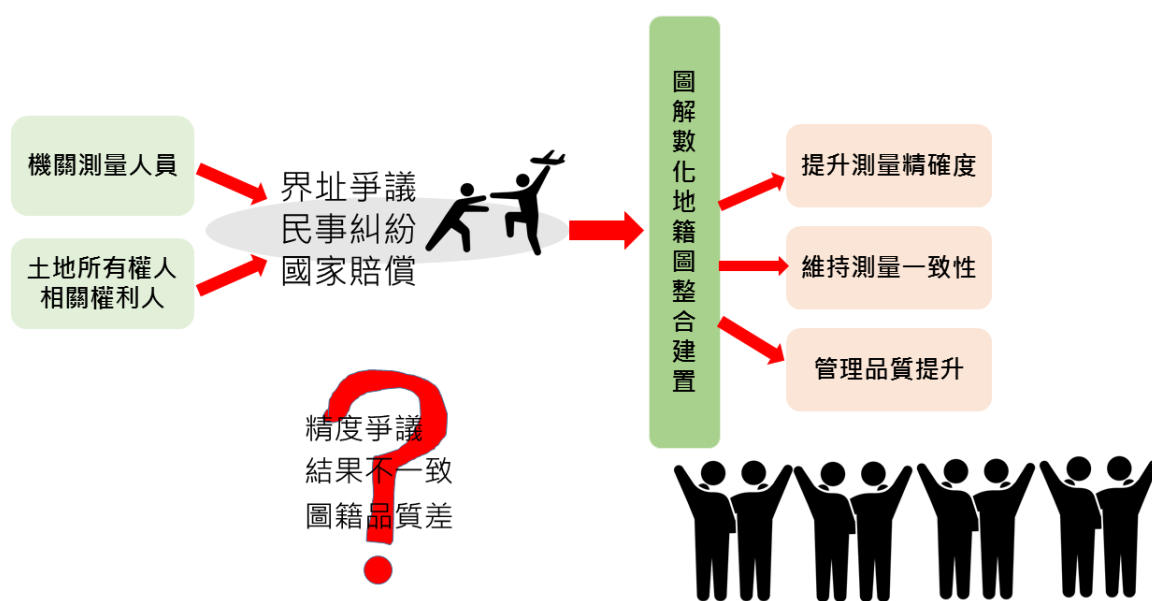 機關測量人員
土地所有權人
相關權利人
界址爭議
民事糾紛
國家賠償
精度爭議
結果不一致
圖籍品質差
圖解數化地籍圖整合建置
提升測量精確度
維持測量一致性
管理品質提升